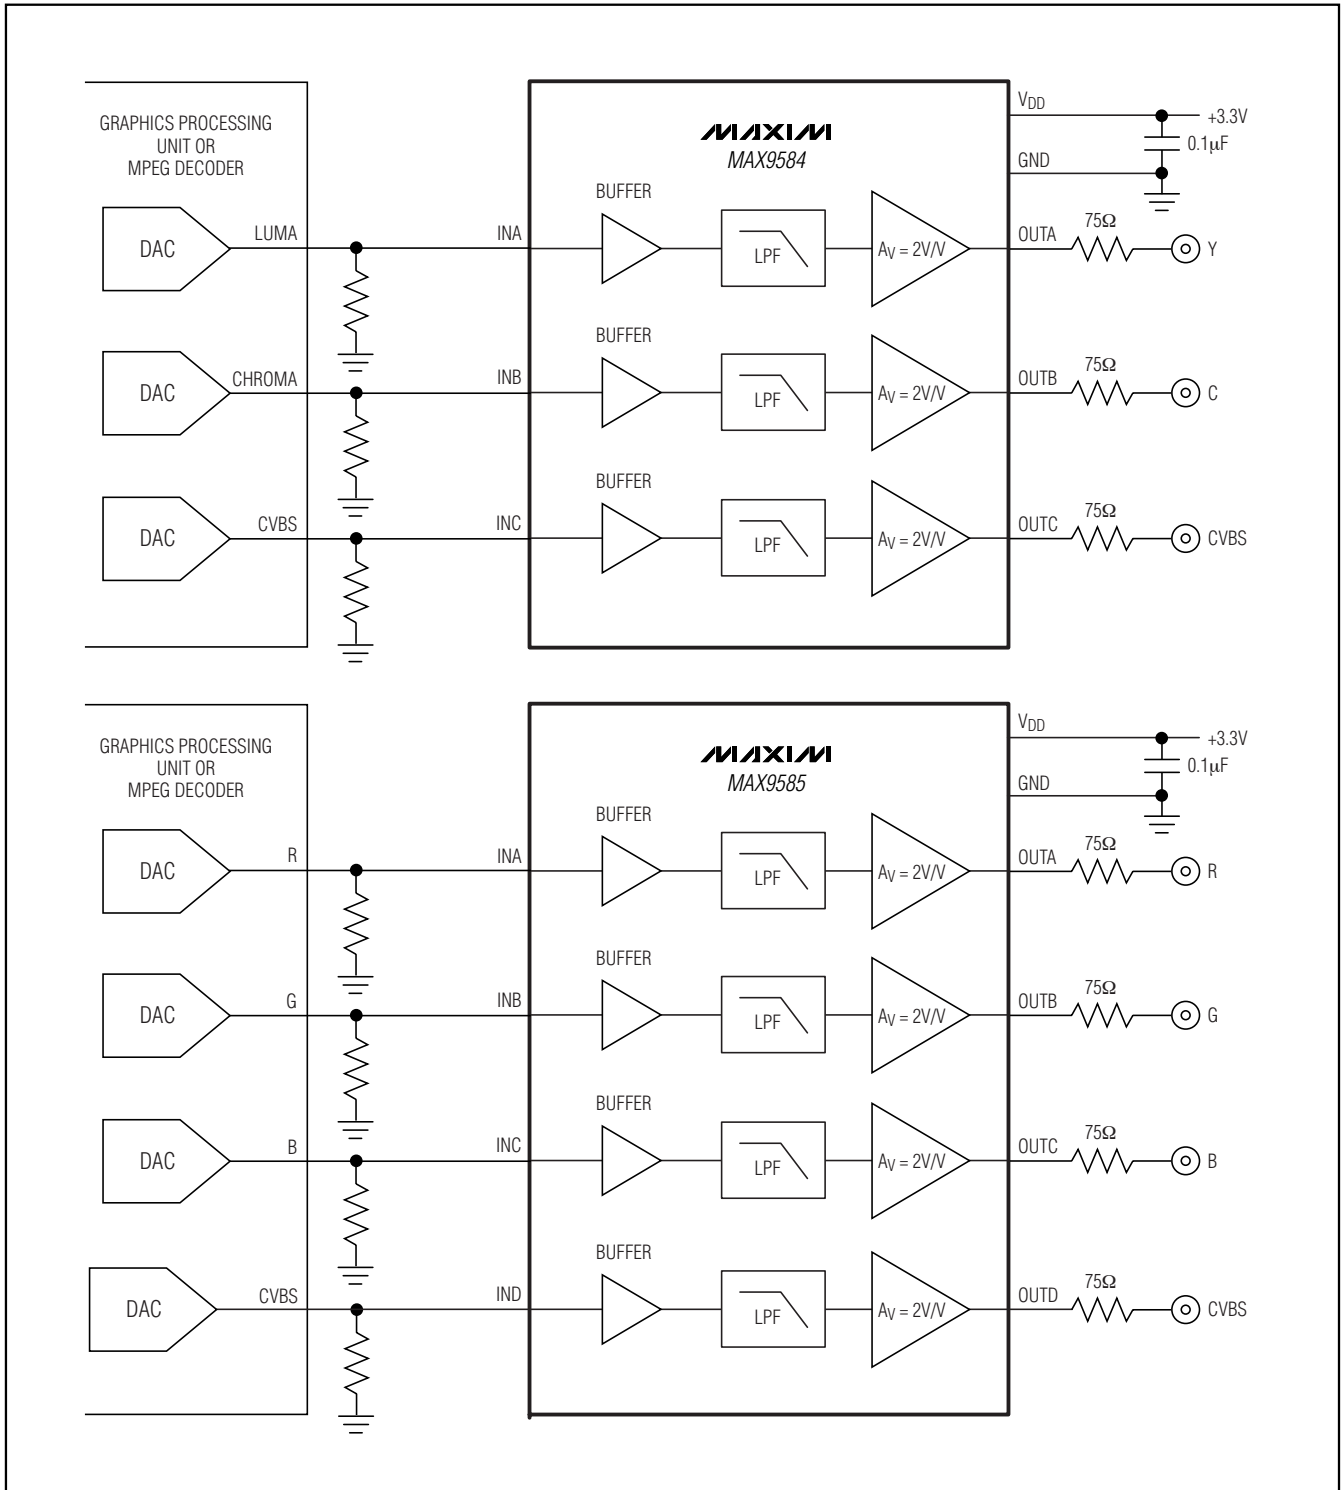 GRAPHICS PROCESSING
UNIT OR
MPEG DECODER
MAXIM
MAX9584
VDD
+3.3V
0.1µF
GND
BUFFER
75Ω
DAC
LUMA
INA
LPF
AV = 2V/V
OUTA
Y
BUFFER
75Ω
DAC
CHROMA
INB
LPF
AV = 2V/V
OUTB
C
BUFFER
75Ω
DAC
CVBS
INC
LPF
AV = 2V/V
OUTC
CVBS
GRAPHICS PROCESSING
UNIT OR
MPEG DECODER
MAXIM
MAX9585
VDD
+3.3V
0.1µF
GND
BUFFER
75Ω
DAC
R
INA
LPF
AV = 2V/V
OUTA
R
BUFFER
75Ω
DAC
G
INB
LPF
AV = 2V/V
OUTB
G
BUFFER
75Ω
DAC
B
INC
LPF
AV = 2V/V
OUTC
B
BUFFER
75Ω
DAC
CVBS
IND
LPF
AV = 2V/V
OUTD
CVBS